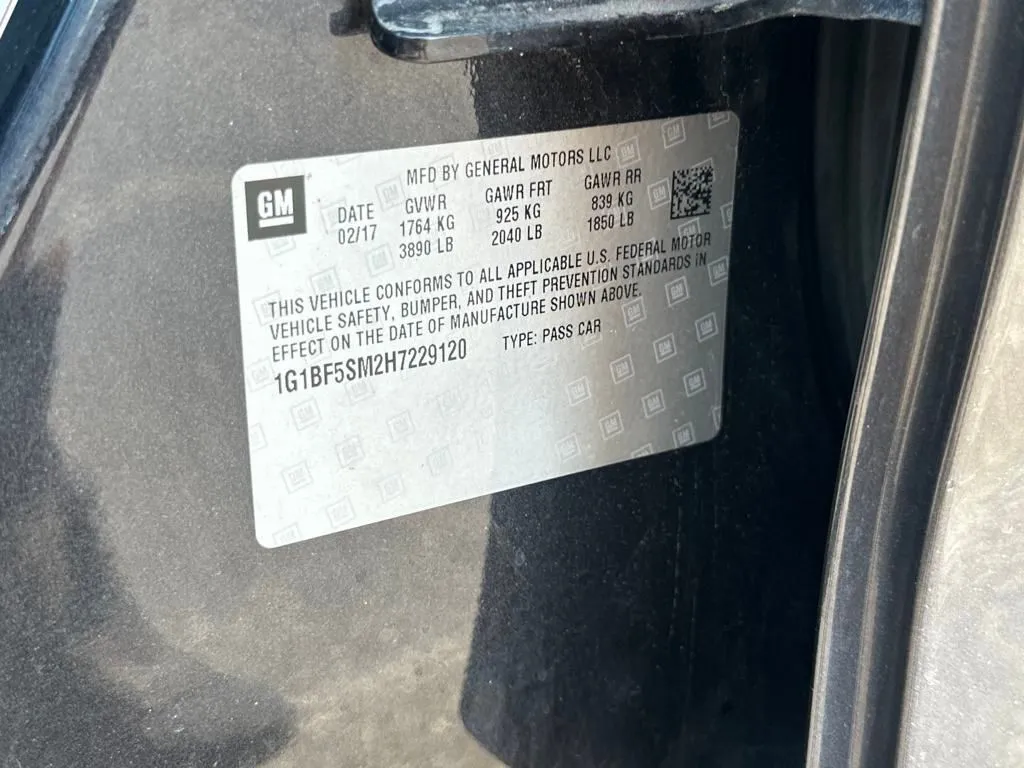 GM
MFD BY GENERAL MOTORS LLC
DATE GVWR GAWR FRT GAWR RR
02/17 1764 KG 925 KG 839 KG
3890 LB 2040 LB 1850 LB
THIS VEHICLE CONFORMS TO ALL APPLICABLE U.S. FEDERAL MOTOR
VEHICLE SAFETY, BUMPER, AND THEFT PREVENTION STANDARDS IN
EFFECT ON THE DATE OF MANUFACTURE SHOWN ABOVE.
1G1BF5SM2H7229120 TYPE: PASS CAR